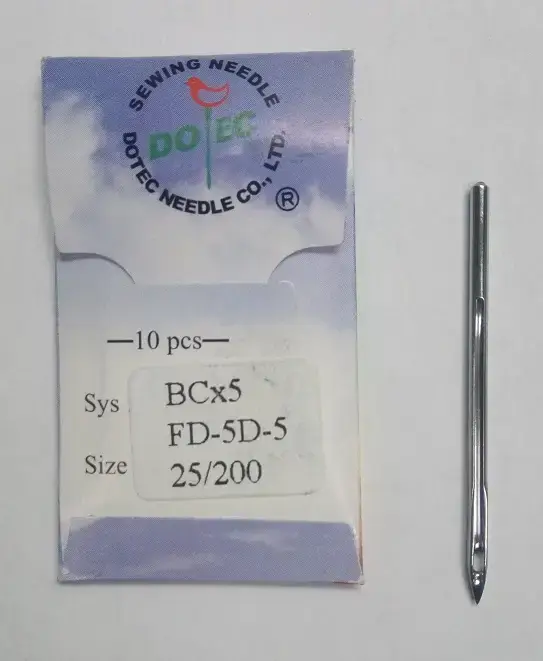 SEWING NEEDLE
DOTEC
DOTEC NEEDLE CO., LTD.
®
—10 pcs—
Sys BCx5
FD-5D-5
Size 25/200